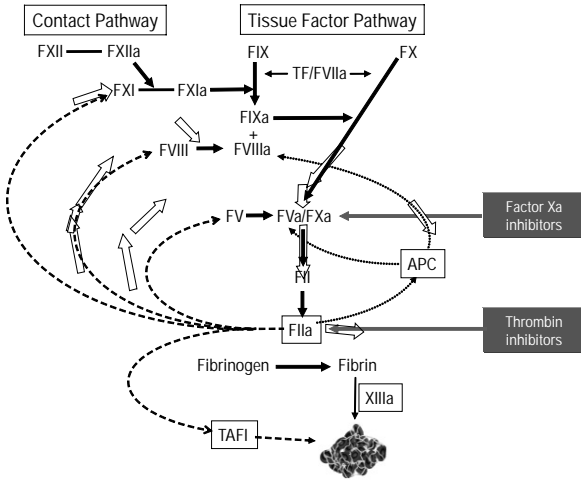 Contact Pathway
Tissue Factor Pathway
FXII
FXIIa
FIX
TF/FVIIa
FX
FXI
FXIa
FIXa
+
FVIII
FVIIIa
FV
FVa/FXa
Factor Xa
inhibitors
APC
FII
FIIa
Thrombin
inhibitors
Fibrinogen
Fibrin
XIIIa
TAFI